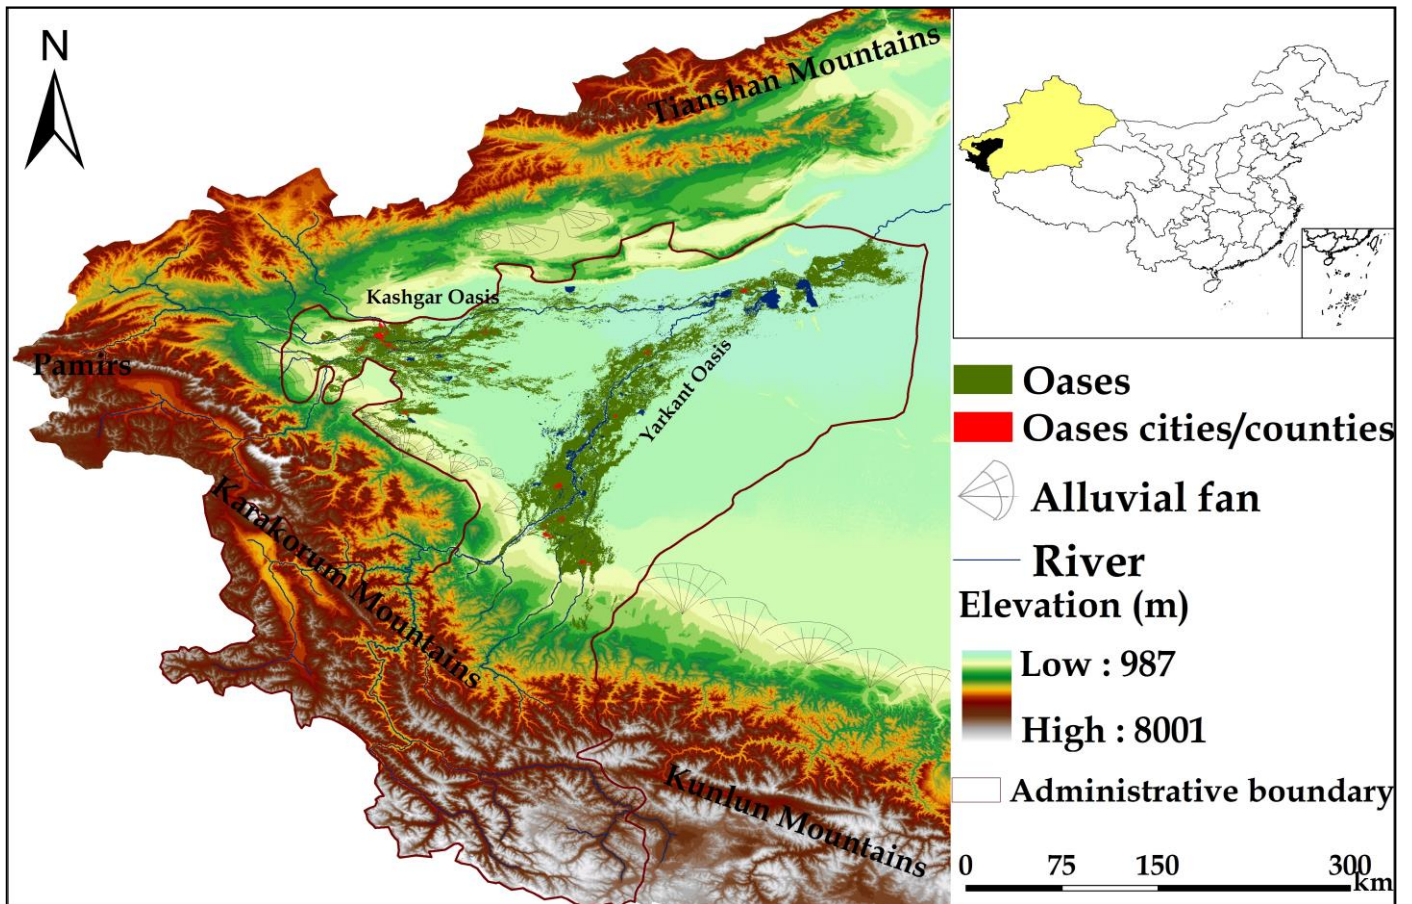 N
Tianshan Mountains
Kashgar Oasis
Pamirs
Yarkant Oasis
Karakorum Mountains
Kunlun Mountains
Oases
Oases cities/counties
Alluvial fan
River
Elevation (m)
Low : 987
High : 8001
Administrative boundary
0 75 150 300
km